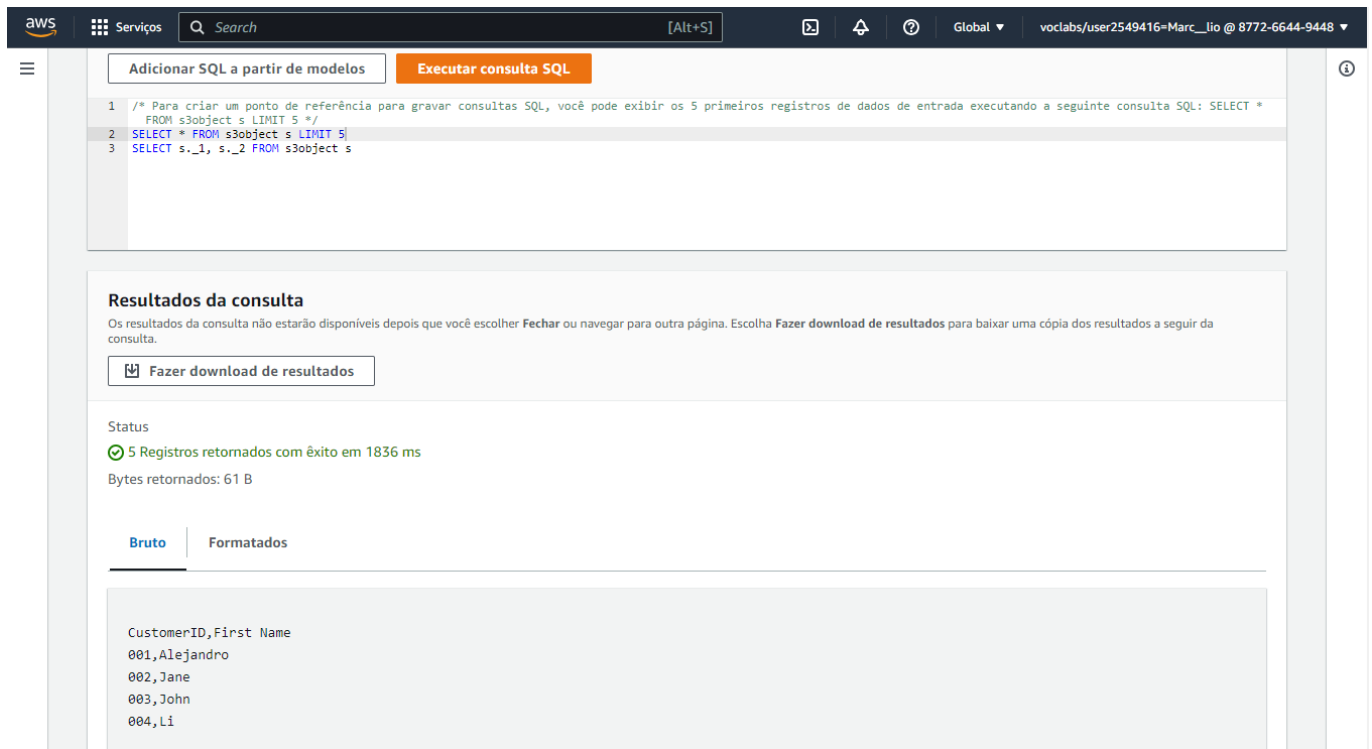 aws
Serviços
Search
[Alt+S]
Global
voclabs/user2549416=Marc__lio @ 8772-6644-9448
Adicionar SQL a partir de modelos
Executar consulta SQL
1 /* Para criar um ponto de referência para gravar consultas SQL, você pode exibir os 5 primeiros registros de dados de entrada executando a seguinte consulta SQL: SELECT *
FROM s3object s LIMIT 5 */
2 SELECT * FROM s3object s LIMIT 5
3 SELECT s._1, s._2 FROM s3object s
Resultados da consulta
Os resultados da consulta não estarão disponíveis depois que você escolher Fechar ou navegar para outra página. Escolha Fazer download de resultados para baixar uma cópia dos resultados a seguir da
consulta.
Fazer download de resultados
Status
5 Registros retornados com êxito em 1836 ms
Bytes retornados: 61 B
Bruto
Formatados
CustomerID,First Name
001,Alejandro
002,Jane
003,John
004,Li